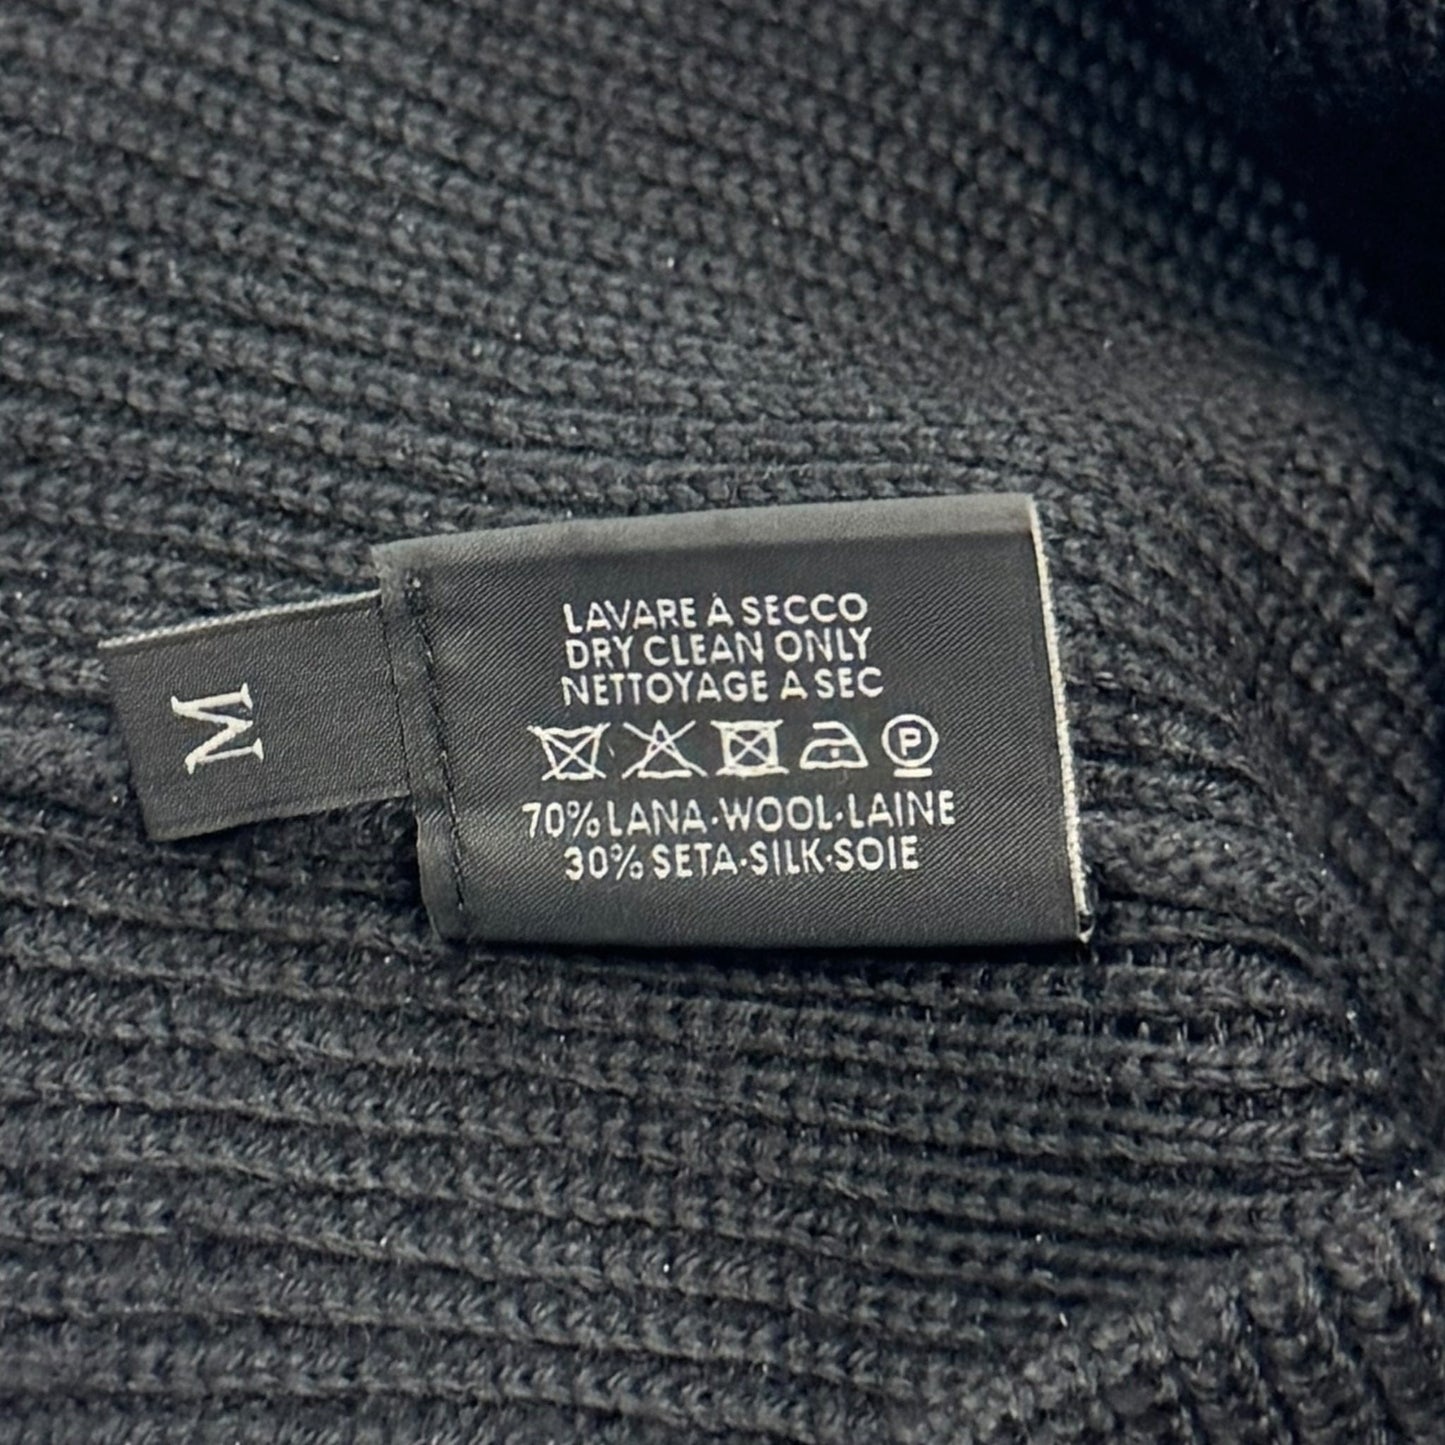 M
LAVARE À SECCO
DRY CLEAN ONLY
NETTOYAGE A SEC
P
70% LANA·WOOL·LAINE
30% SETA·SILK·SOIE